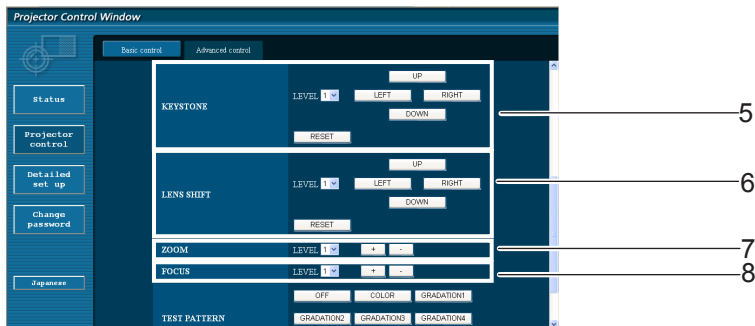 Projector Control Window
Basic control Advanced control
Status
Projector
control
Detailed
set up
Change
password
Japanese
KEYSTONE
LEVEL 1
UP
LEFT RIGHT
DOWN
RESET
5
LENS SHIFT
LEVEL 1
UP
LEFT RIGHT
DOWN
RESET
6
ZOOM LEVEL 1 + -
7
FOCUS LEVEL 1 + -
8
TEST PATTERN
OFF COLOR GRADATION1
GRADATION2 GRADATION3 GRADATION4